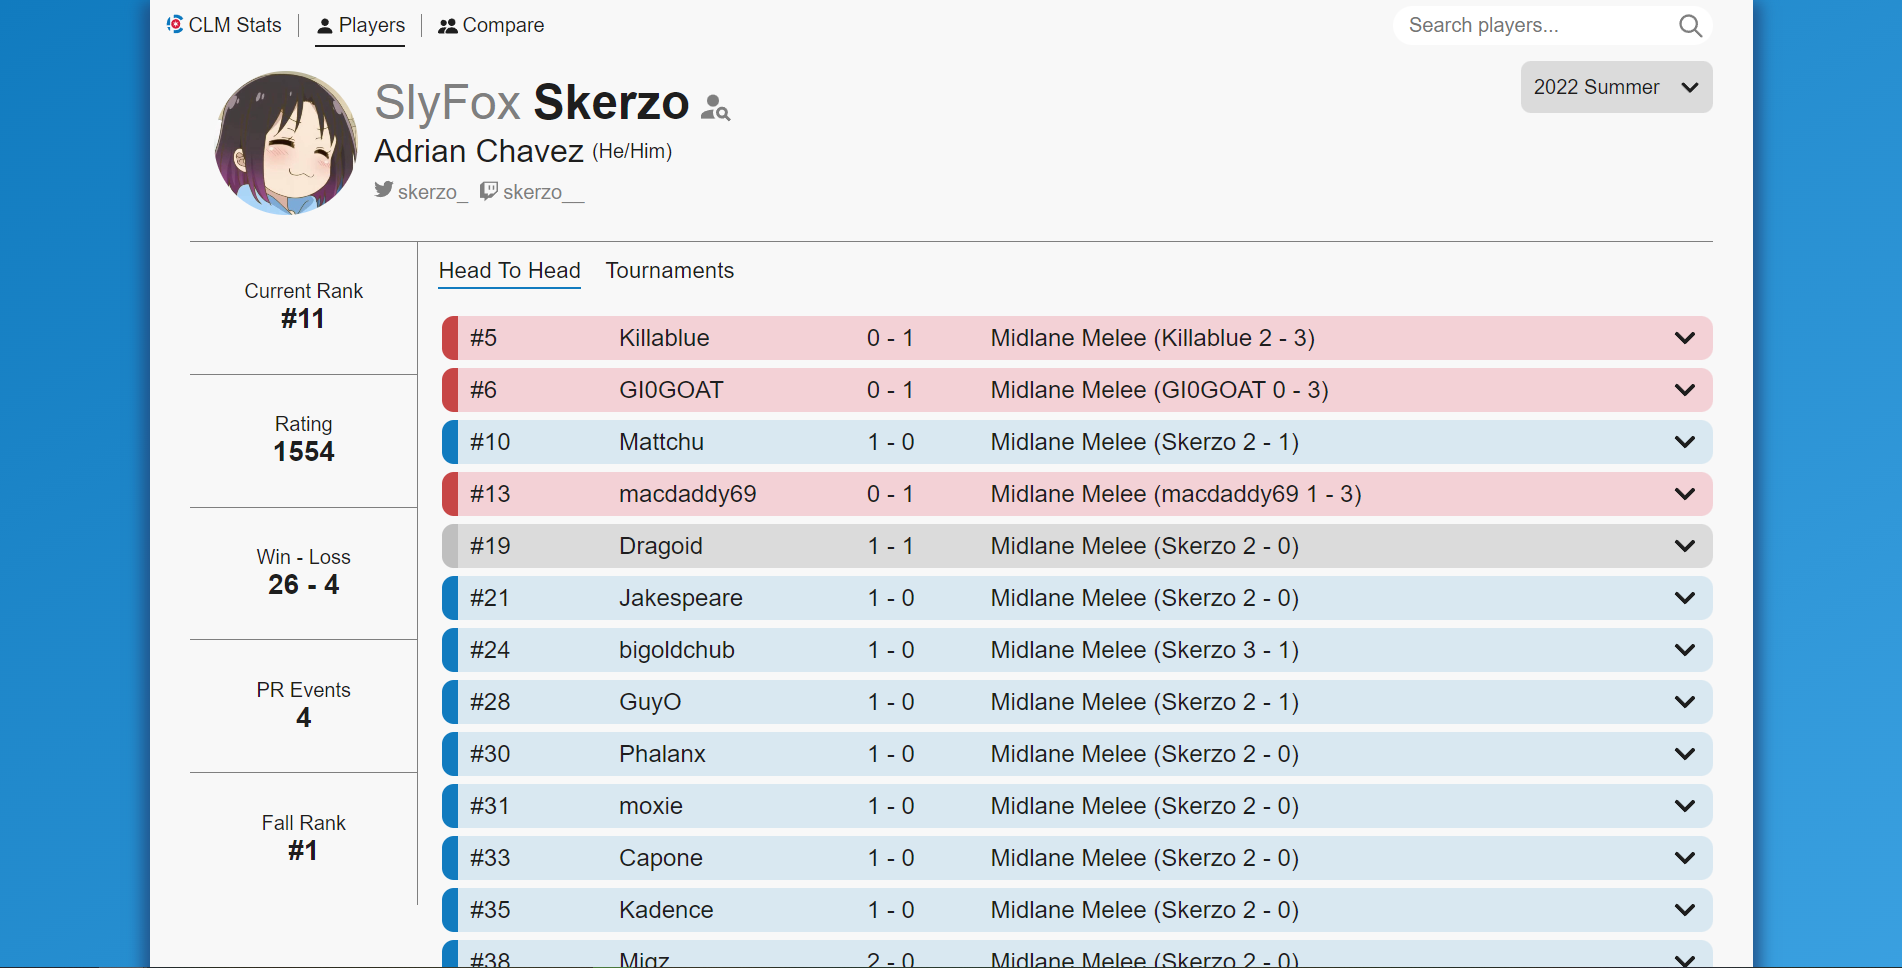 CLM Stats Players Compare Search players...
2022 Summer
SlyFox Skerzo
Adrian Chavez (He/Him)
skerzo_ skerzo__
Current Rank
#11
Rating
1554
Win - Loss
26 - 4
PR Events
4
Fall Rank
#1
Head To Head Tournaments
#5 Killablue 0 - 1 Midlane Melee (Killablue 2 - 3)
#6 GI0GOAT 0 - 1 Midlane Melee (GI0GOAT 0 - 3)
#10 Mattchu 1 - 0 Midlane Melee (Skerzo 2 - 1)
#13 macdaddy69 0 - 1 Midlane Melee (macdaddy69 1 - 3)
#19 Dragoid 1 - 1 Midlane Melee (Skerzo 2 - 0)
#21 Jakespeare 1 - 0 Midlane Melee (Skerzo 2 - 0)
#24 bigoldchub 1 - 0 Midlane Melee (Skerzo 3 - 1)
#28 GuyO 1 - 0 Midlane Melee (Skerzo 2 - 1)
#30 Phalanx 1 - 0 Midlane Melee (Skerzo 2 - 0)
#31 moxie 1 - 0 Midlane Melee (Skerzo 2 - 0)
#33 Capone 1 - 0 Midlane Melee (Skerzo 2 - 0)
#35 Kadence 1 - 0 Midlane Melee (Skerzo 2 - 0)
#38 Migz 2 - 0 Midlane Melee (Skerzo 2 - 0)